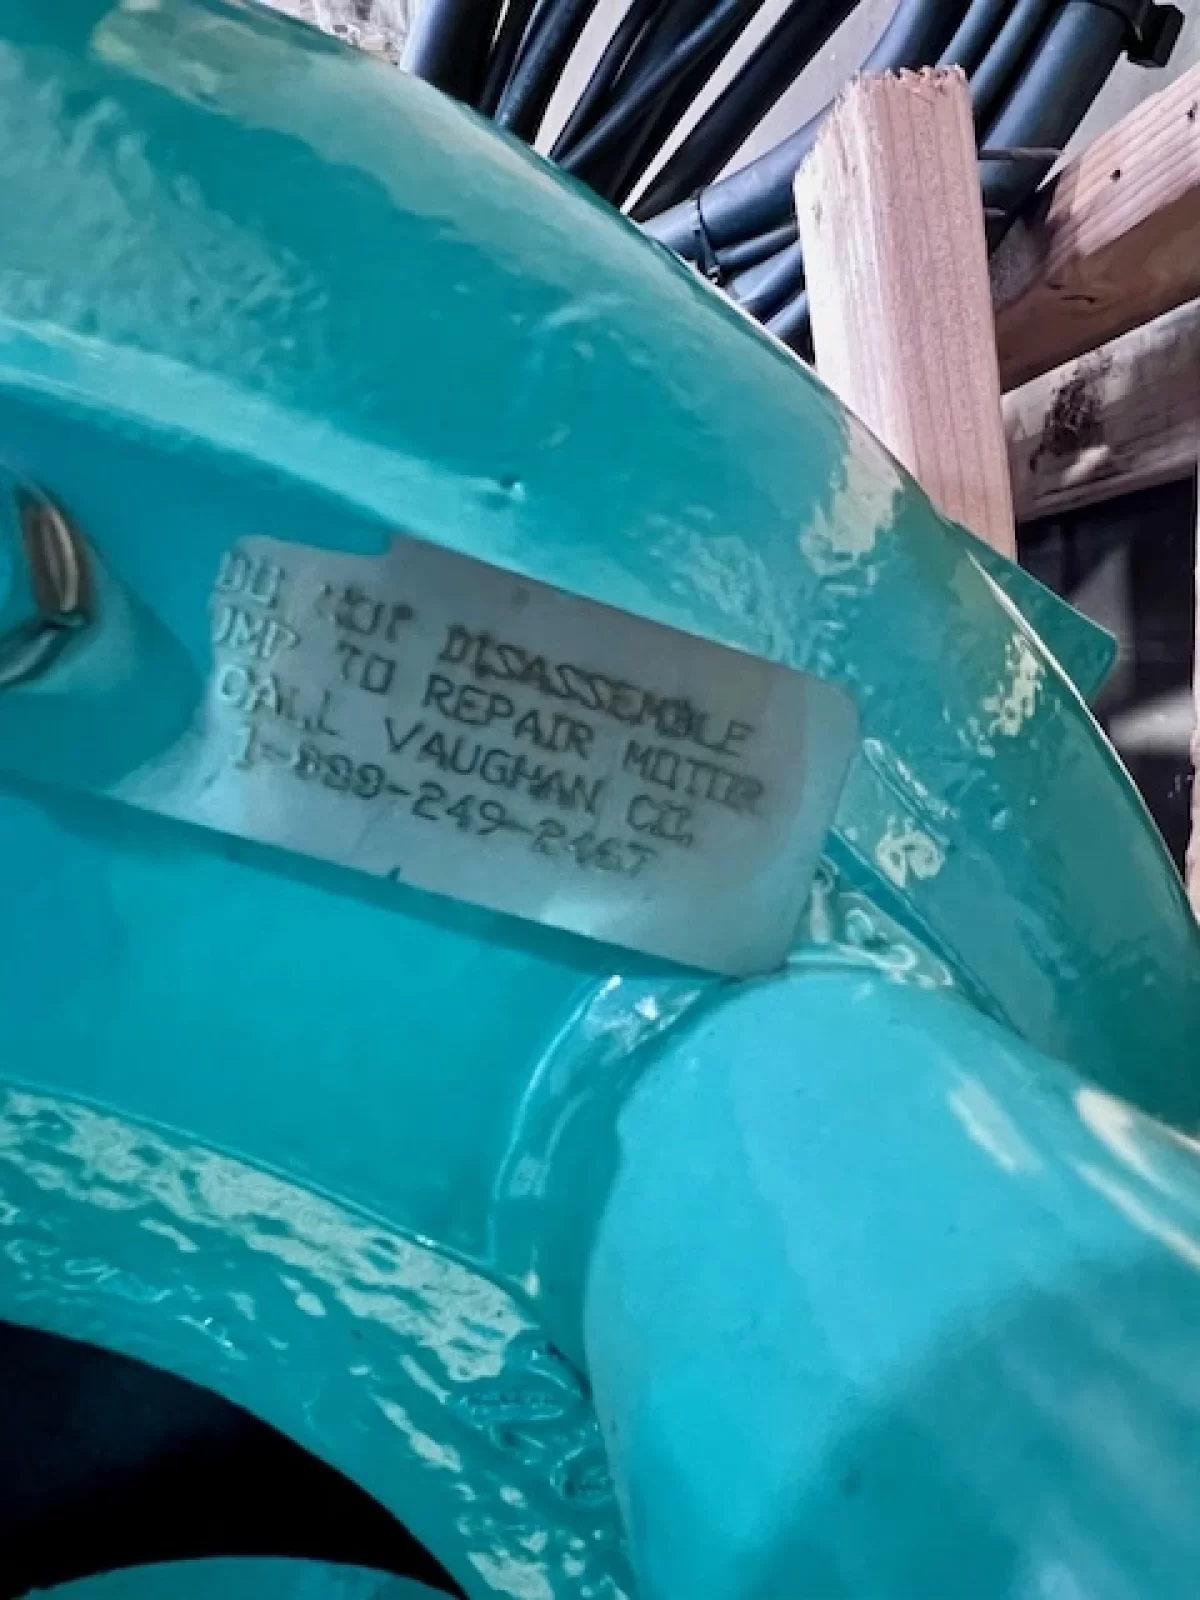 DO NOT DISASSEMBLE
UMP TO REPAIR MOTOR
CALL VAUGHAN CO.
1-888-249-2467